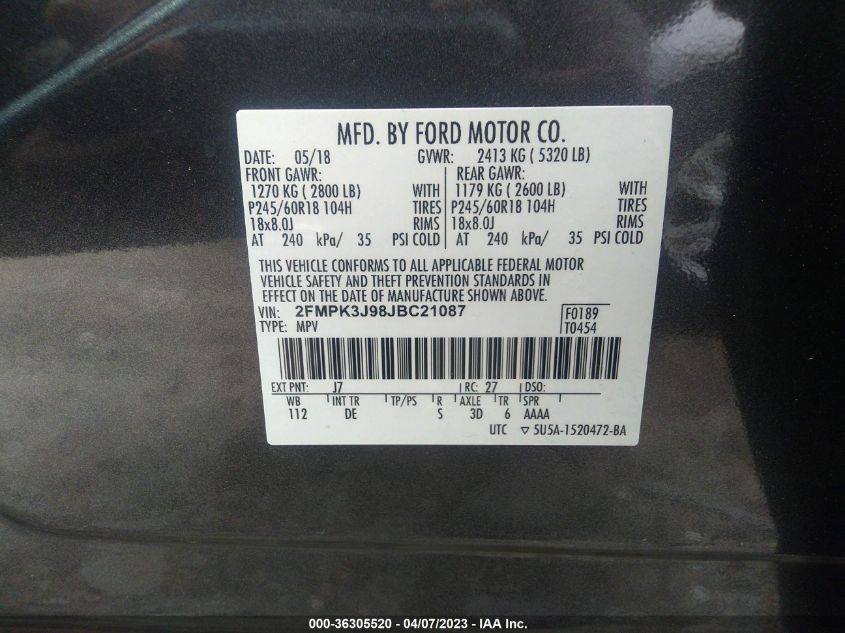 MFD. BY FORD MOTOR CO.
DATE: 05/18 GVWR: 2413 KG ( 5320 LB)
FRONT GAWR: REAR GAWR:
1270 KG ( 2800 LB) WITH 1179 KG ( 2600 LB) WITH
P245/60R18 104H TIRES P245/60R18 104H TIRES
18x8.0J RIMS 18x8.0J RIMS
AT 240 kPa/ 35 PSI COLD AT 240 kPa/ 35 PSI COLD
THIS VEHICLE CONFORMS TO ALL APPLICABLE FEDERAL MOTOR
VEHICLE SAFETY AND THEFT PREVENTION STANDARDS IN
EFFECT ON THE DATE OF MANUFACTURE SHOWN ABOVE.
VIN: 2FMPK3J98JBC21087 F0189
TYPE: MPV T0454
EXT PNT: J7 RC: 27 DSO:
WB INT TR TP/PS R AXLE TR SPR
112 DE S 3D 6 AAAA
UTC ▽ 5U5A-1520472-BA
000-36305520 - 04/07/2023 - IAA Inc.